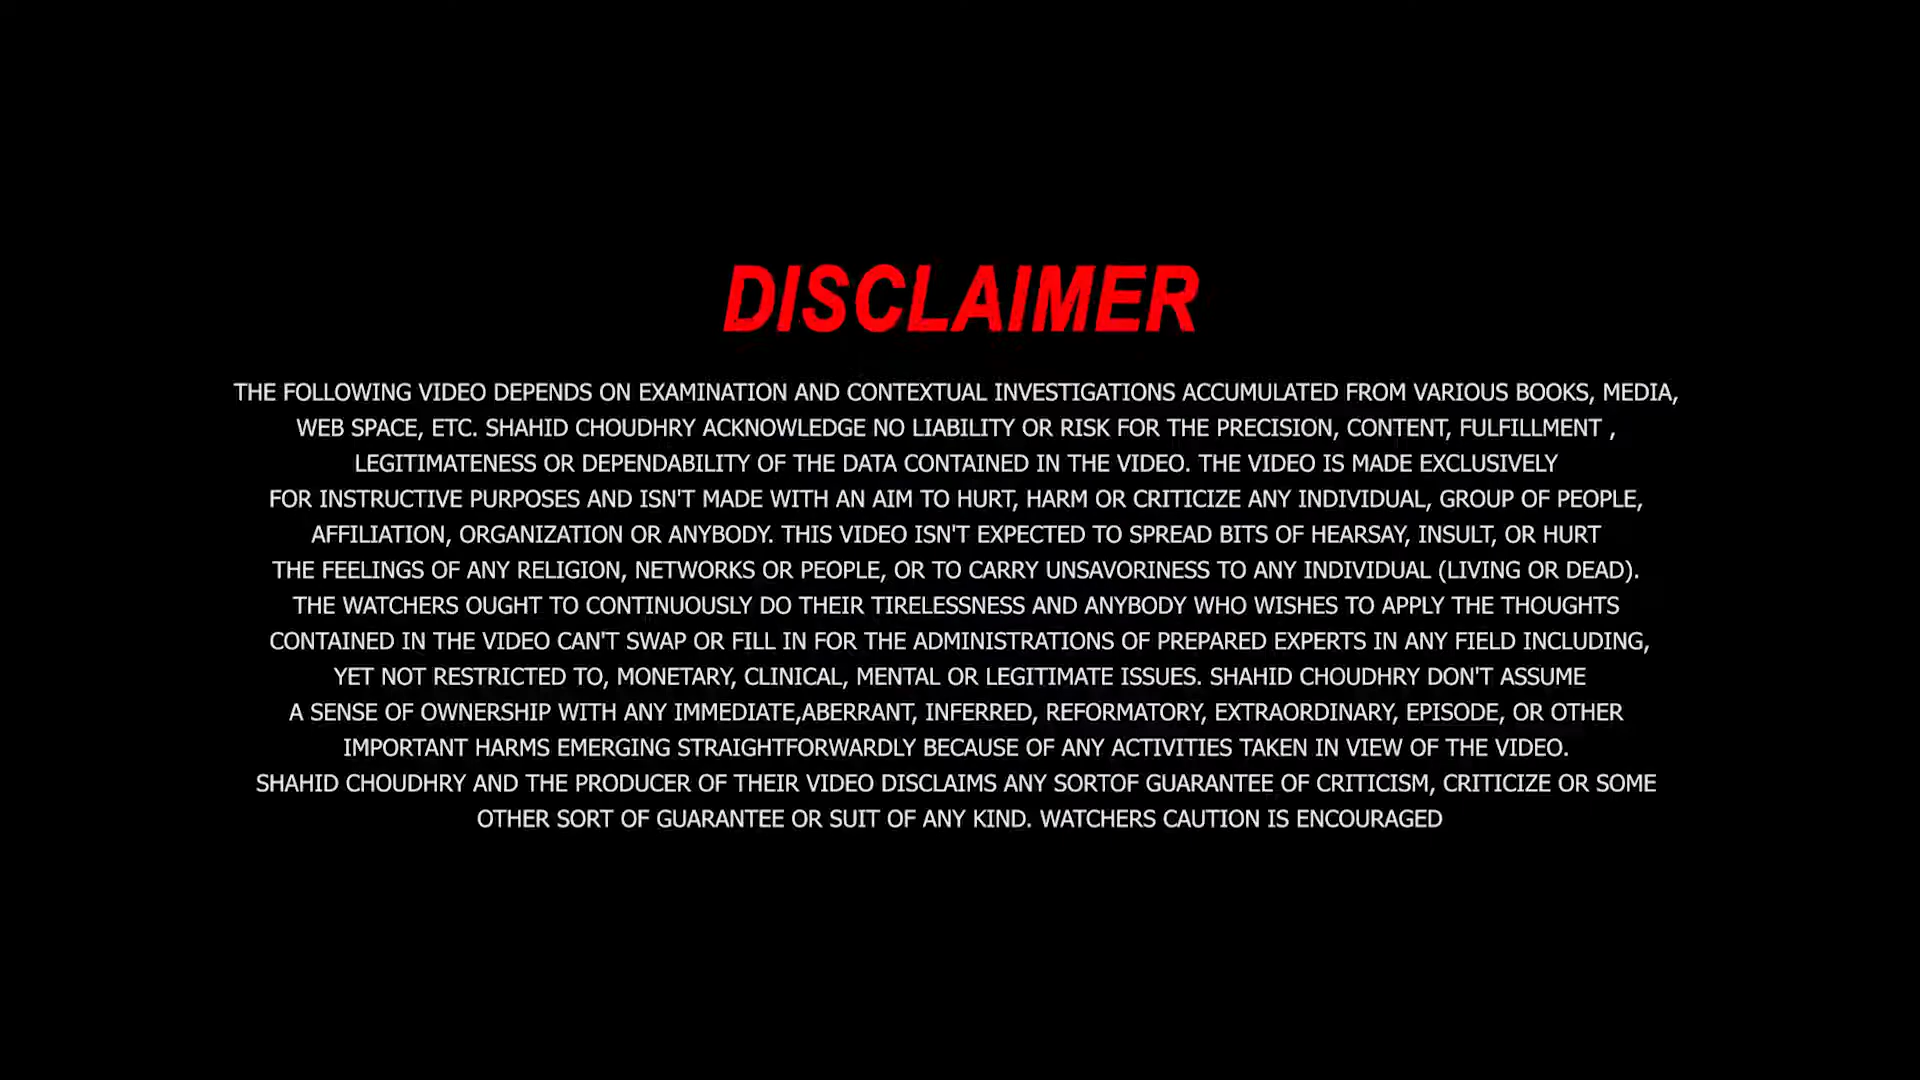 DISCLAIMER
THE FOLLOWING VIDEO DEPENDS ON EXAMINATION AND CONTEXTUAL INVESTIGATIONS ACCUMULATED FROM VARIOUS BOOKS, MEDIA,
WEB SPACE, ETC. SHAHID CHOUDHRY ACKNOWLEDGE NO LIABILITY OR RISK FOR THE PRECISION, CONTENT, FULFILLMENT ,
LEGITIMATENESS OR DEPENDABILITY OF THE DATA CONTAINED IN THE VIDEO. THE VIDEO IS MADE EXCLUSIVELY
FOR INSTRUCTIVE PURPOSES AND ISN'T MADE WITH AN AIM TO HURT, HARM OR CRITICIZE ANY INDIVIDUAL, GROUP OF PEOPLE,
AFFILIATION, ORGANIZATION OR ANYBODY. THIS VIDEO ISN'T EXPECTED TO SPREAD BITS OF HEARSAY, INSULT, OR HURT
THE FEELINGS OF ANY RELIGION, NETWORKS OR PEOPLE, OR TO CARRY UNSAVORINESS TO ANY INDIVIDUAL (LIVING OR DEAD).
THE WATCHERS OUGHT TO CONTINUOUSLY DO THEIR TIRELESSNESS AND ANYBODY WHO WISHES TO APPLY THE THOUGHTS
CONTAINED IN THE VIDEO CAN'T SWAP OR FILL IN FOR THE ADMINISTRATIONS OF PREPARED EXPERTS IN ANY FIELD INCLUDING,
YET NOT RESTRICTED TO, MONETARY, CLINICAL, MENTAL OR LEGITIMATE ISSUES. SHAHID CHOUDHRY DON'T ASSUME
A SENSE OF OWNERSHIP WITH ANY IMMEDIATE,ABERRANT, INFERRED, REFORMATORY, EXTRAORDINARY, EPISODE, OR OTHER
IMPORTANT HARMS EMERGING STRAIGHTFORWARDLY BECAUSE OF ANY ACTIVITIES TAKEN IN VIEW OF THE VIDEO.
SHAHID CHOUDHRY AND THE PRODUCER OF THEIR VIDEO DISCLAIMS ANY SORTOF GUARANTEE OF CRITICISM, CRITICIZE OR SOME
OTHER SORT OF GUARANTEE OR SUIT OF ANY KIND. WATCHERS CAUTION IS ENCOURAGED